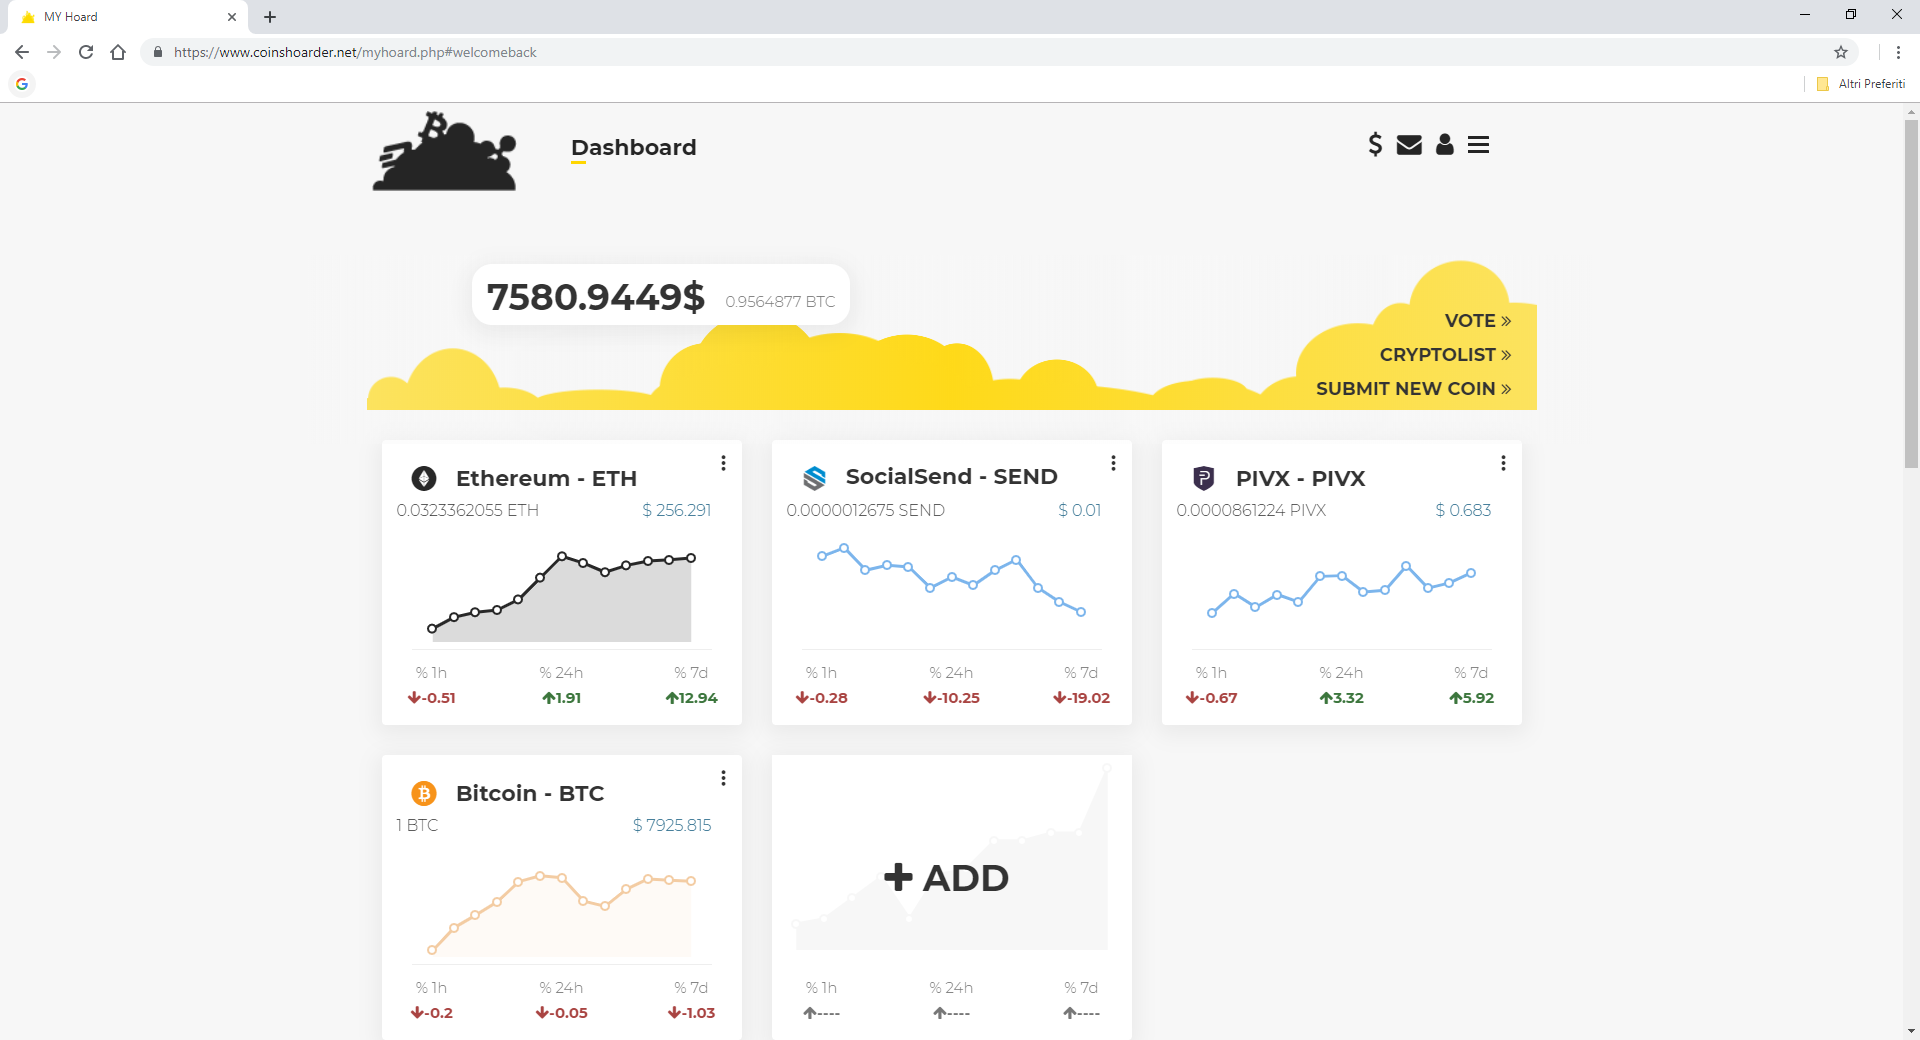 MY Hoard
https://www.coinshoarder.net/myhoard.php#welcomeback
Altri Preferiti
Dashboard
7580.9449$ 0.9564877 BTC
VOTE »
CRYPTOLIST »
SUBMIT NEW COIN »
Ethereum - ETH
0.0323362055 ETH $ 256.291
% 1h % 24h % 7d
-0.51 1.91 12.94
SocialSend - SEND
0.0000012675 SEND $ 0.01
% 1h % 24h % 7d
-0.28 -10.25 -19.02
PIVX - PIVX
0.0000861224 PIVX $ 0.683
% 1h % 24h % 7d
-0.67 3.32 5.92
Bitcoin - BTC
1 BTC $ 7925.815
% 1h % 24h % 7d
-0.2 -0.05 -1.03
+ ADD
% 1h % 24h % 7d
---- ---- ----